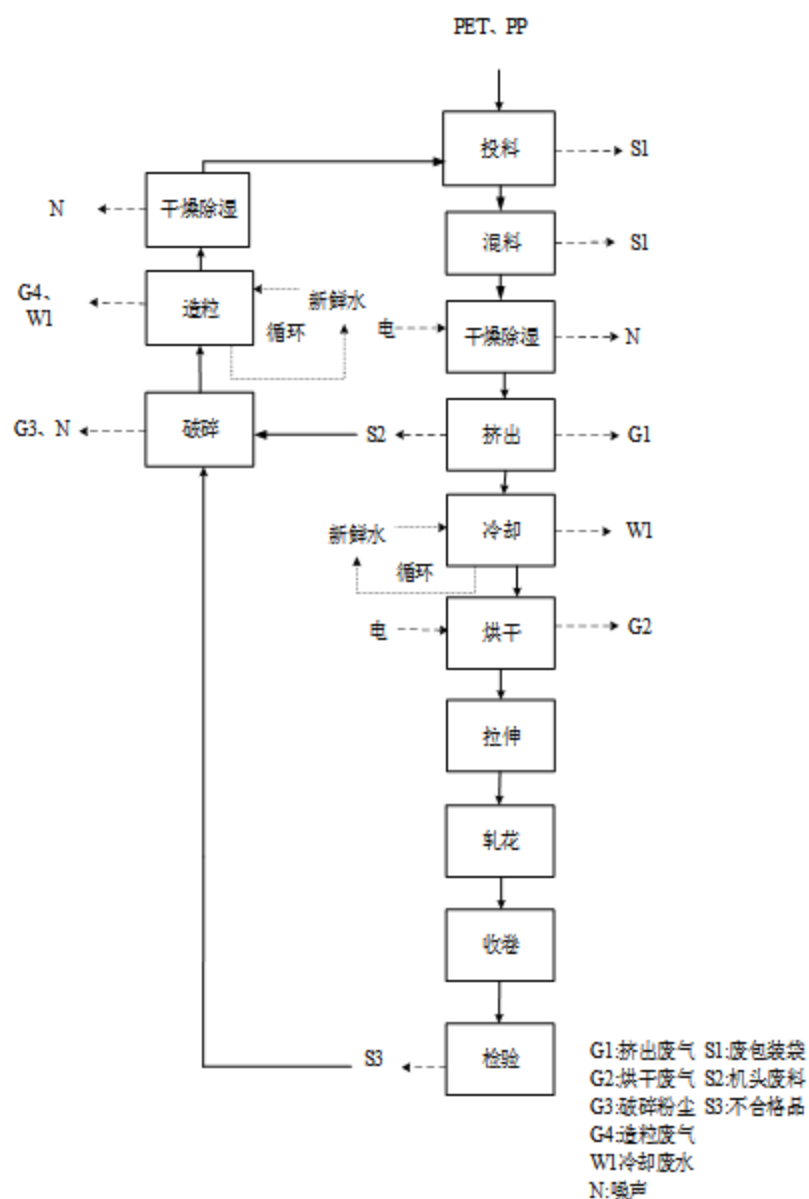 PET、PP
投料
S1
干燥除湿
N
混料
S1
G4、
W1
造粒
新鲜水
循环
电
干燥除湿
N
G3、N
破碎
S2
挤出
G1
新鲜水
冷却
W1
循环
电
烘干
G2
拉伸
轧花
收卷
S3
检验
G1:挤出废气 S1:废包装袋
G2:烘干废气 S2:机头废料
G3:破碎粉尘 S3:不合格品
G4:造粒废气
W1冷却废水
N:噪声